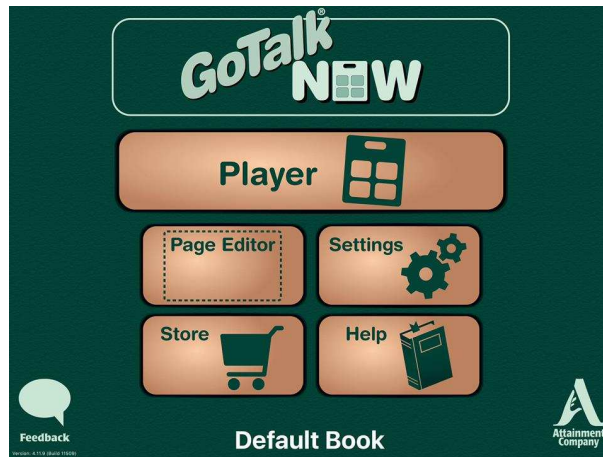 GoTalk®
NOW
Player
Page Editor
Settings
Store
Help
Feedback
Default Book
Attainment
Company